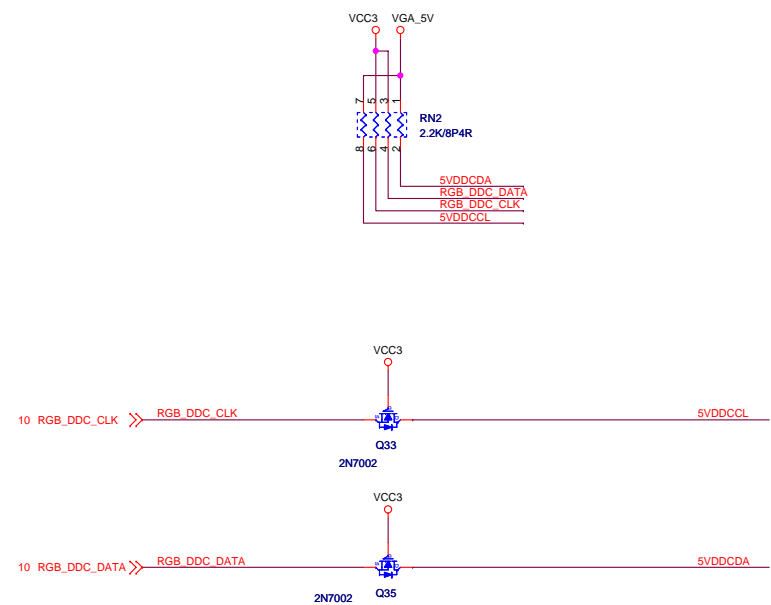 VCC3 VGA_5V
7 5 3 1
RN2
2.2K/8P4R
8 6 4 2
5VDDCDA
RGB_DDC_DATA
RGB_DDC_CLK
5VDDCCL
VCC3
10 RGB_DDC_CLK RGB_DDC_CLK 5VDDCCL
Q33
2N7002
VCC3
10 RGB_DDC_DATA RGB_DDC_DATA 5VDDCDA
Q35
2N7002